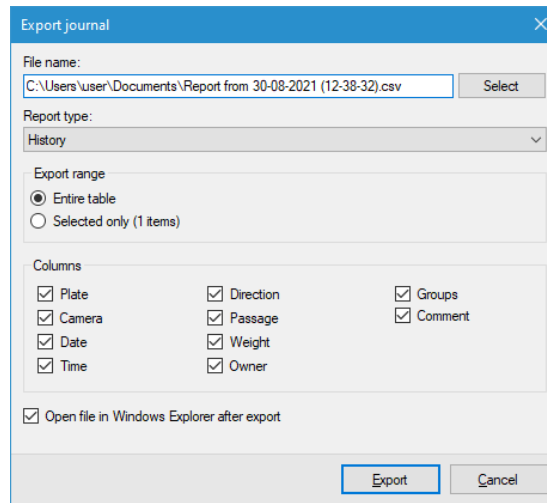 Export journal
File name:
C:\Users\user\Documents\Report from 30-08-2021 (12-38-32).csv
Select
Report type:
History
Export range
Entire table
Selected only (1 items)
Columns
Plate
Direction
Groups
Camera
Passage
Comment
Date
Weight
Time
Owner
Open file in Windows Explorer after export
Export
Cancel